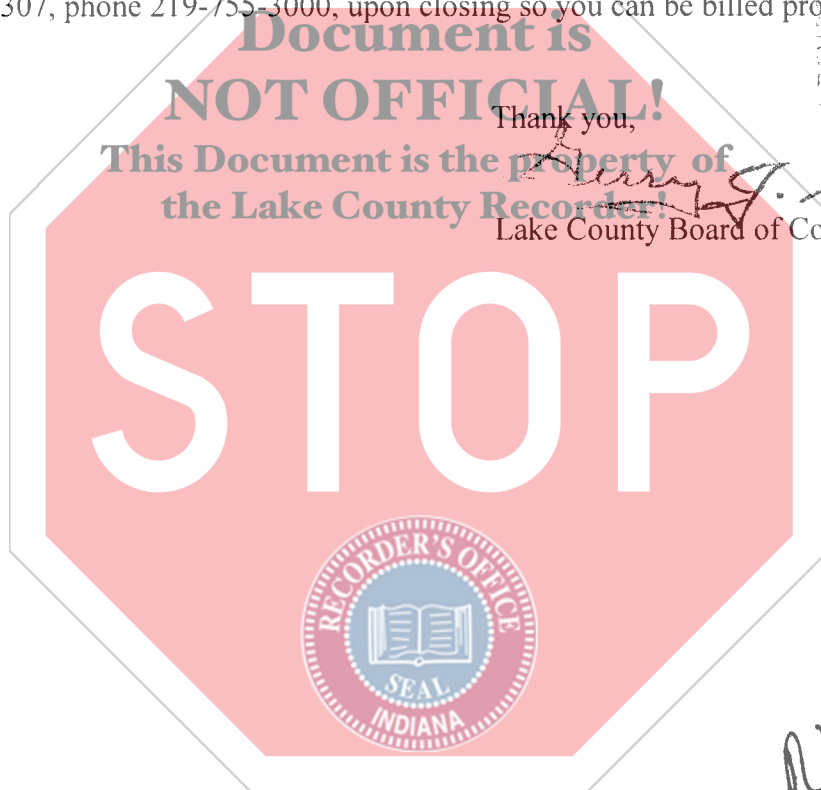 307, phone 219-755-3000, upon closing so you can be billed pro
Document is
NOT OFFICIAL!
Thank you,
This Document is the property of
the Lake County Recorder!
Lake County Board of Co
STOP
RECORDER'S OFFICE
SEAL
INDIANA